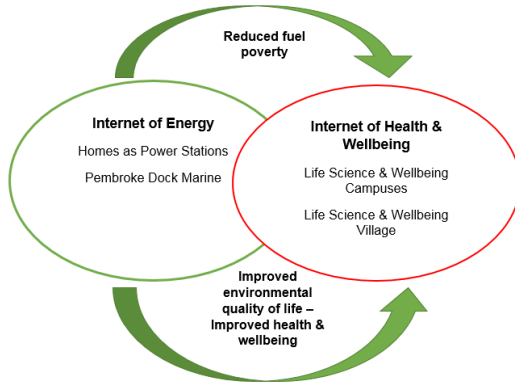 Reduced fuel
poverty
Internet of Energy
Homes as Power Stations
Pembroke Dock Marine
Internet of Health &
Wellbeing
Life Science & Wellbeing
Campuses
Life Science & Wellbeing
Village
Improved
environmental
quality of life –
Improved health &
wellbeing